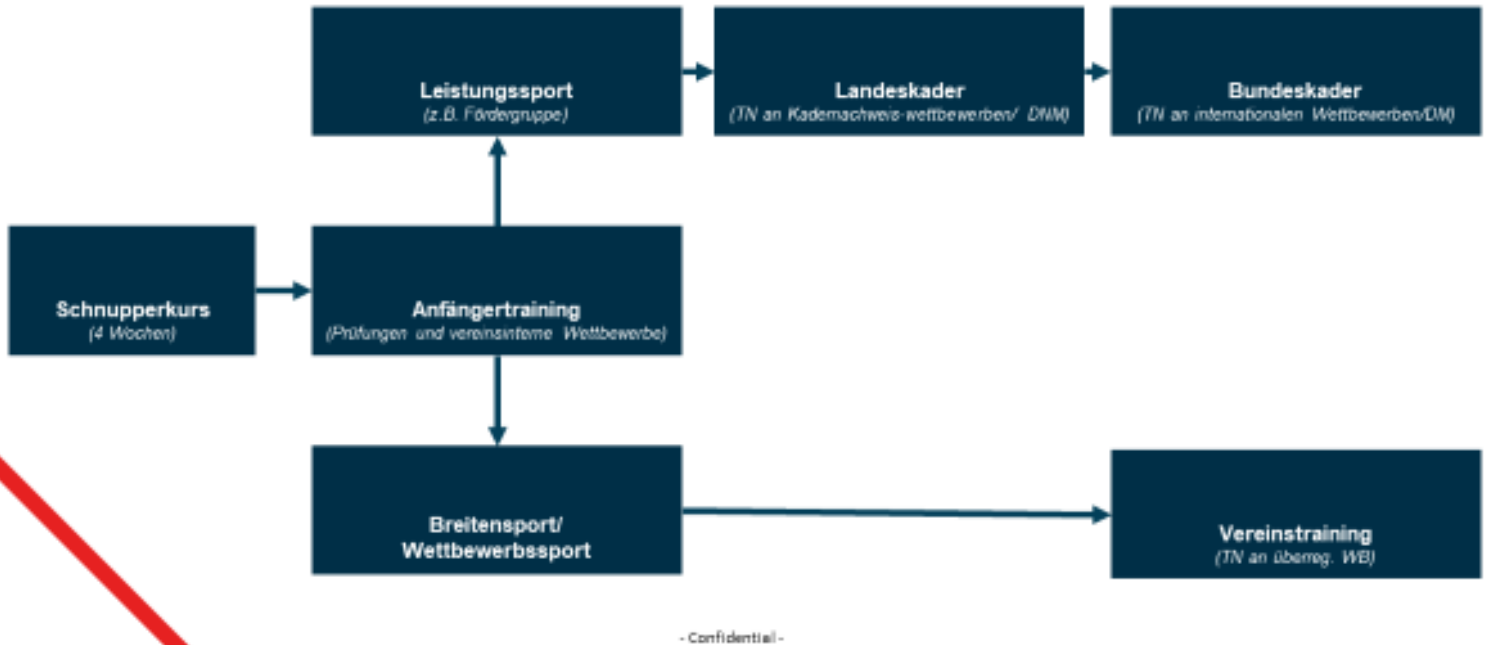 Leistungssport
(z.B. Fördergruppe)
Landeskader
(TN an Kadernachweis-wettbewerben/ DNM)
Bundeskader
(TN an internationalen Wettbewerben/DM)
Schnupperkurs
(4 Wochen)
Anfängertraining
(Prüfungen und vereinsinterne Wettbewerbe)
Breitensport/
Wettbewerbssport
Vereinstraining
(TN an überreg. WB)
- Confidential -